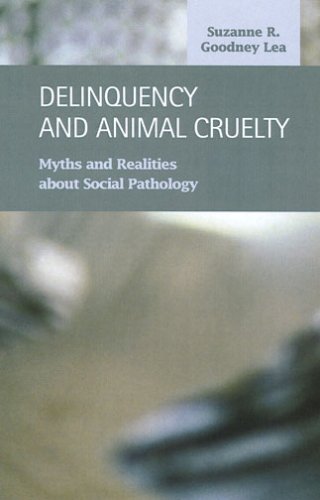 Suzanne R.
Goodney Lea
DELINQUENCY
AND ANIMAL CRUELTY
Myths and Realities
about Social Pathology